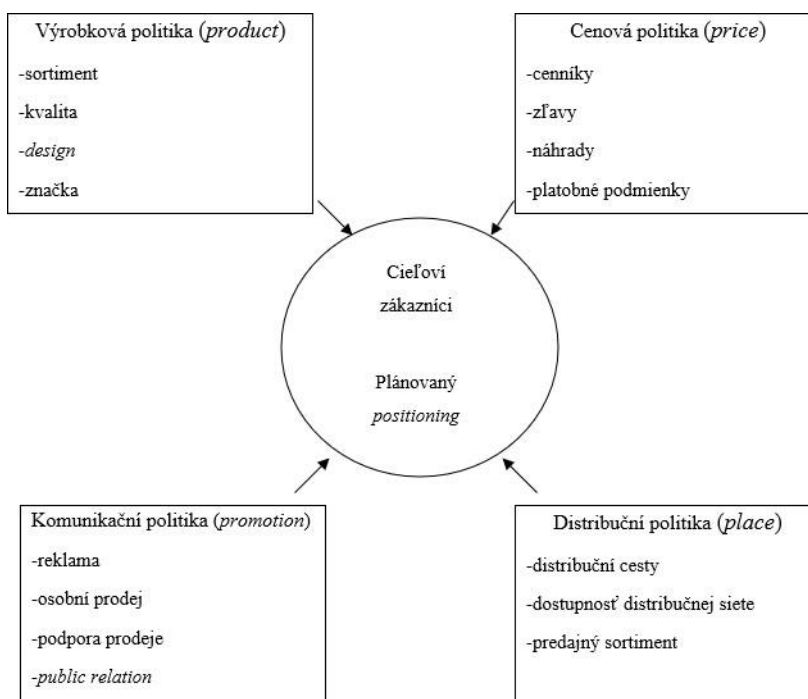 Výrobková politika (product)
-sortiment
-kvalita
-design
-značka
Cenová politika (price)
-cenníky
-zľavy
-náhrady
-platobné podmienky
Cieľoví
zákazníci
Plánovaný
positioning
Komunikační politika (promotion)
-reklama
-osobní prodej
-podpora prodeje
-public relation
Distribuční politika (place)
-distribuční cesty
-dostupnosť distribučnej siete
-predajný sortiment